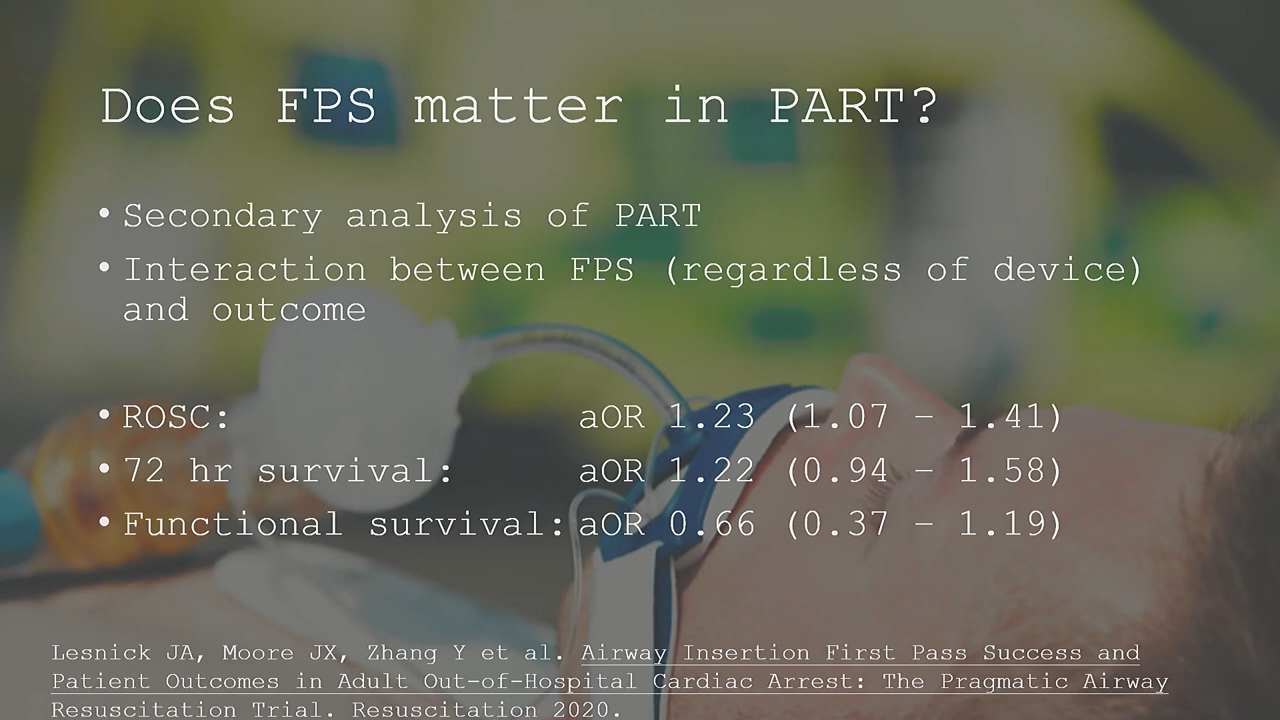 Does FPS matter in PART?
• Secondary analysis of PART
• Interaction between FPS (regardless of device)
and outcome
• ROSC: aOR 1.23 (1.07 – 1.41)
• 72 hr survival: aOR 1.22 (0.94 – 1.58)
• Functional survival: aOR 0.66 (0.37 – 1.19)
Lesnick JA, Moore JX, Zhang Y et al. Airway Insertion First Pass Success and
Patient Outcomes in Adult Out-of-Hospital Cardiac Arrest: The Pragmatic Airway
Resuscitation Trial. Resuscitation 2020.